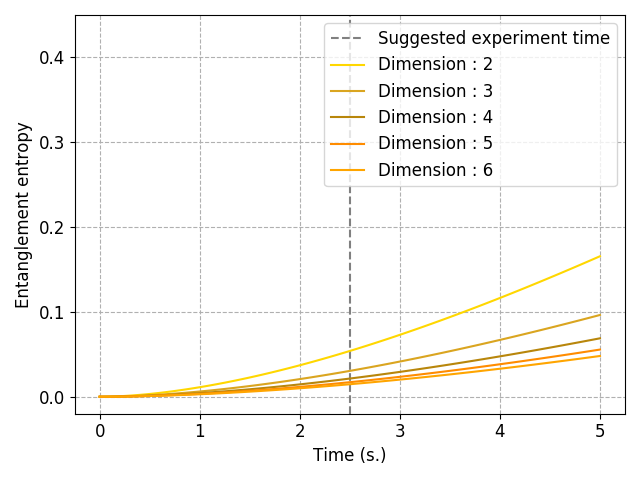 Suggested experiment time
Dimension : 2
Dimension : 3
Dimension : 4
Dimension : 5
Dimension : 6
Entanglement entropy
0.4
0.3
0.2
0.1
0.0
0 1 2 3 4 5
Time (s.)